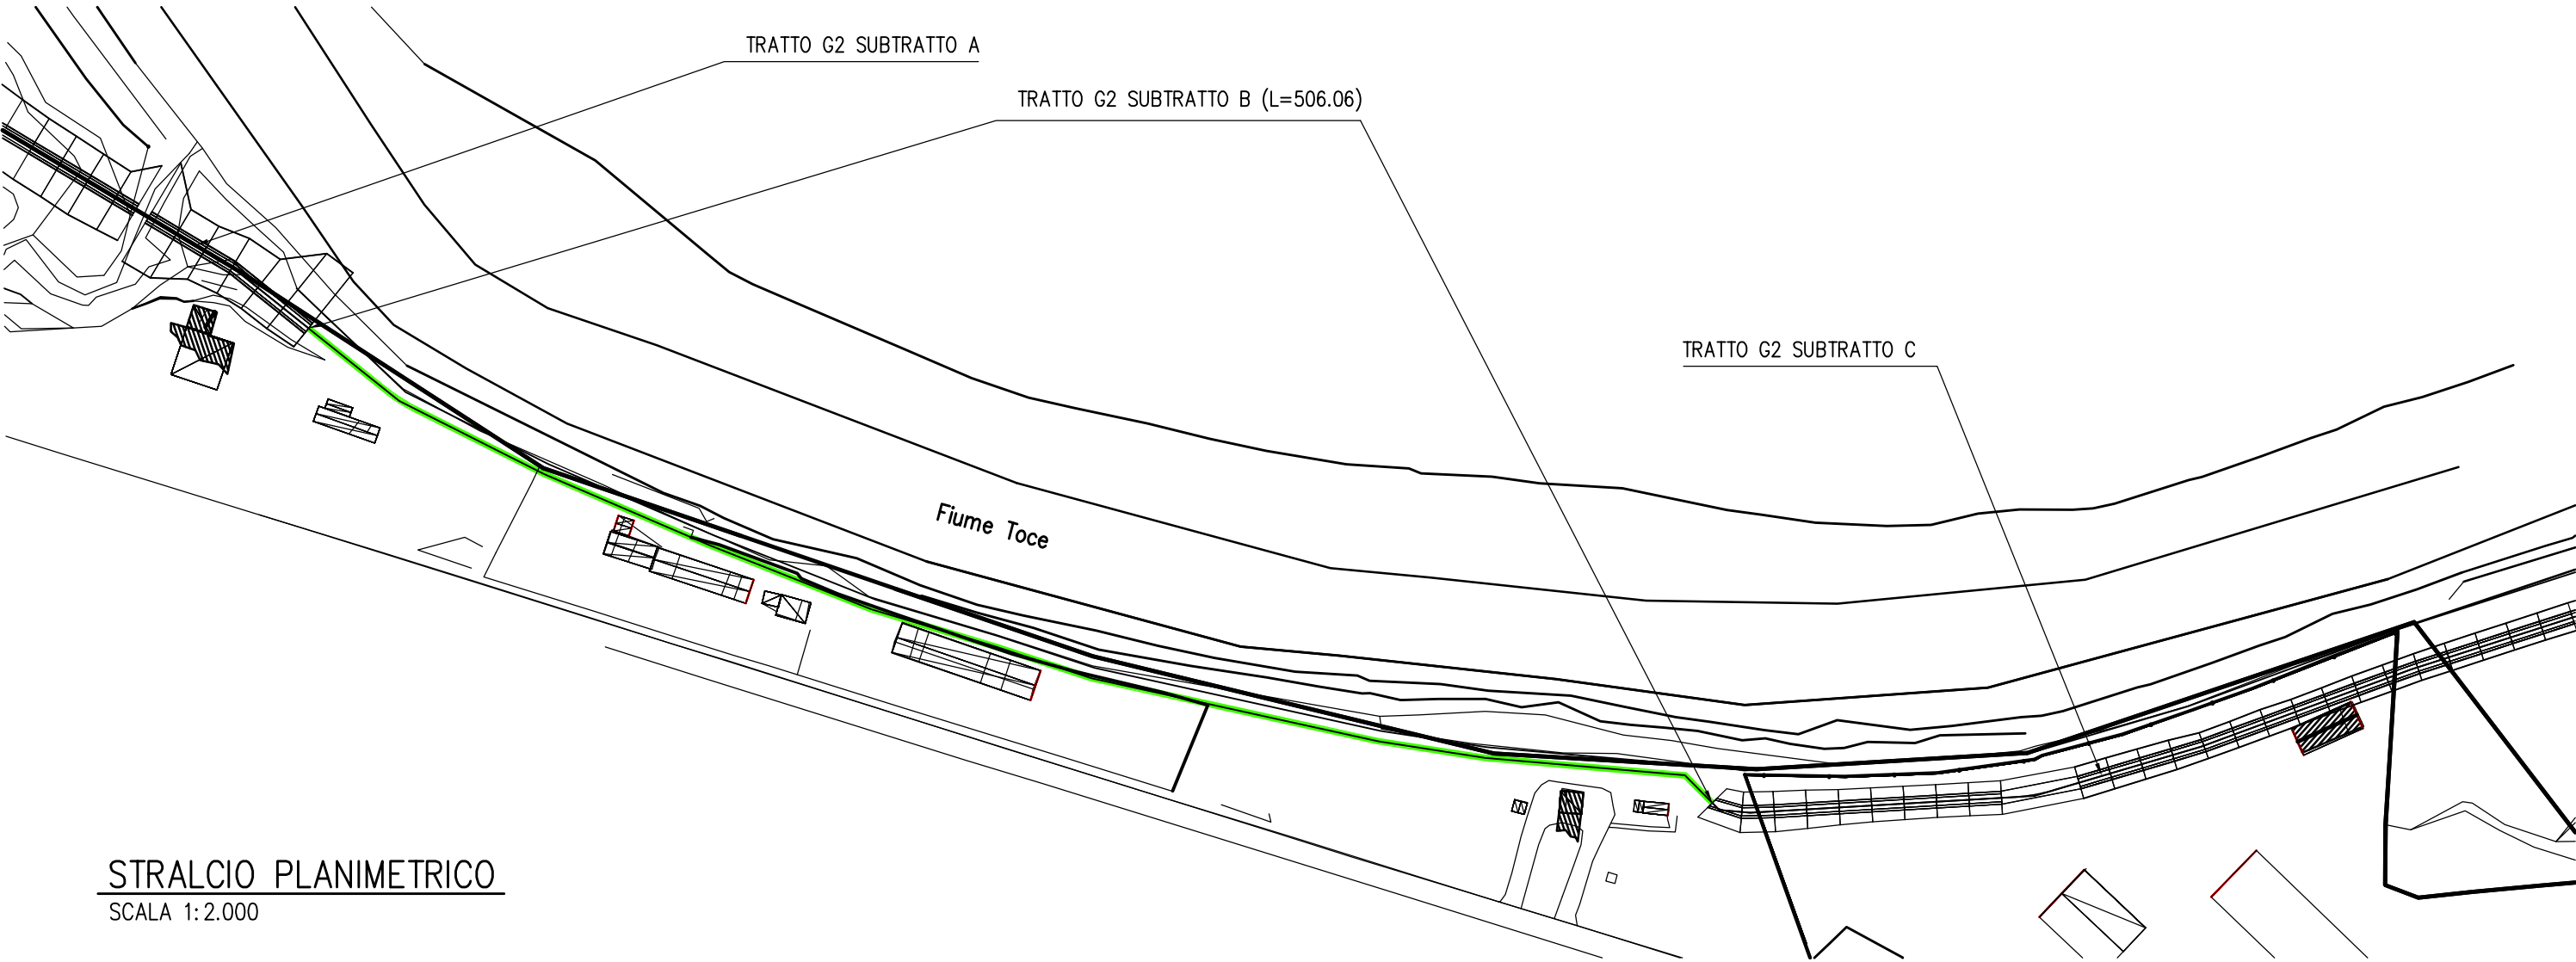 TRATTO G2 SUBTRATTO A
TRATTO G2 SUBTRATTO B (L=506.06)
TRATTO G2 SUBTRATTO C
Fiume Toce
STRALCIO PLANIMETRICO
SCALA 1:2.000